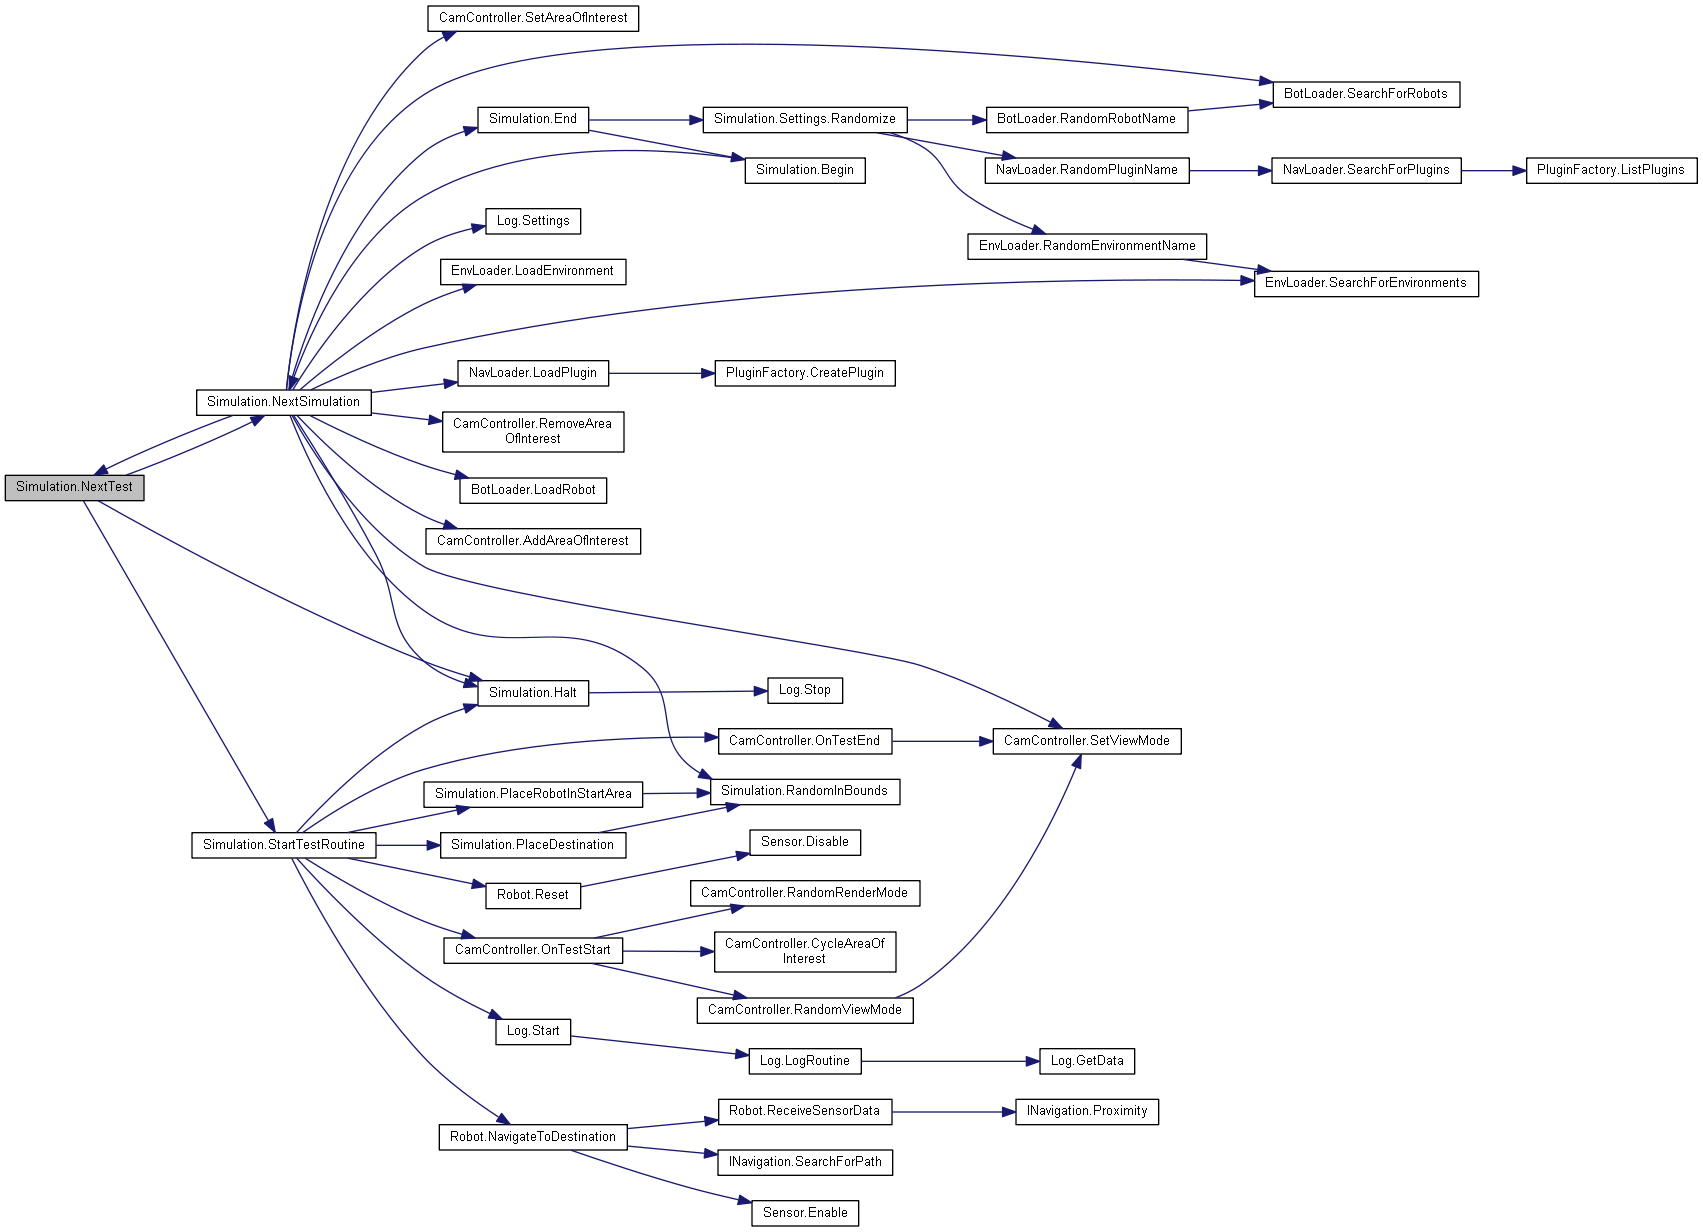 CamController.SetAreaOfInterest
BotLoader.SearchForRobots
Simulation.End
Simulation.Settings.Randomize
BotLoader.RandomRobotName
Simulation.Begin
NavLoader.RandomPluginName
NavLoader.SearchForPlugins
PluginFactory.ListPlugins
Log.Settings
EnvLoader.RandomEnvironmentName
EnvLoader.LoadEnvironment
EnvLoader.SearchForEnvironments
NavLoader.LoadPlugin
PluginFactory.CreatePlugin
Simulation.NextSimulation
CamController.RemoveArea
OfInterest
Simulation.NextTest
BotLoader.LoadRobot
CamController.AddAreaOfInterest
Simulation.Halt
Log.Stop
CamController.OnTestEnd
CamController.SetViewMode
Simulation.PlaceRobotInStartArea
Simulation.RandomInBounds
Simulation.StartTestRoutine
Simulation.PlaceDestination
Sensor.Disable
Robot.Reset
CamController.RandomRenderMode
CamController.OnTestStart
CamController.CycleAreaOf
Interest
CamController.RandomViewMode
Log.Start
Log.LogRoutine
Log.GetData
Robot.ReceiveSensorData
INavigation.Proximity
Robot.NavigateToDestination
INavigation.SearchForPath
Sensor.Enable